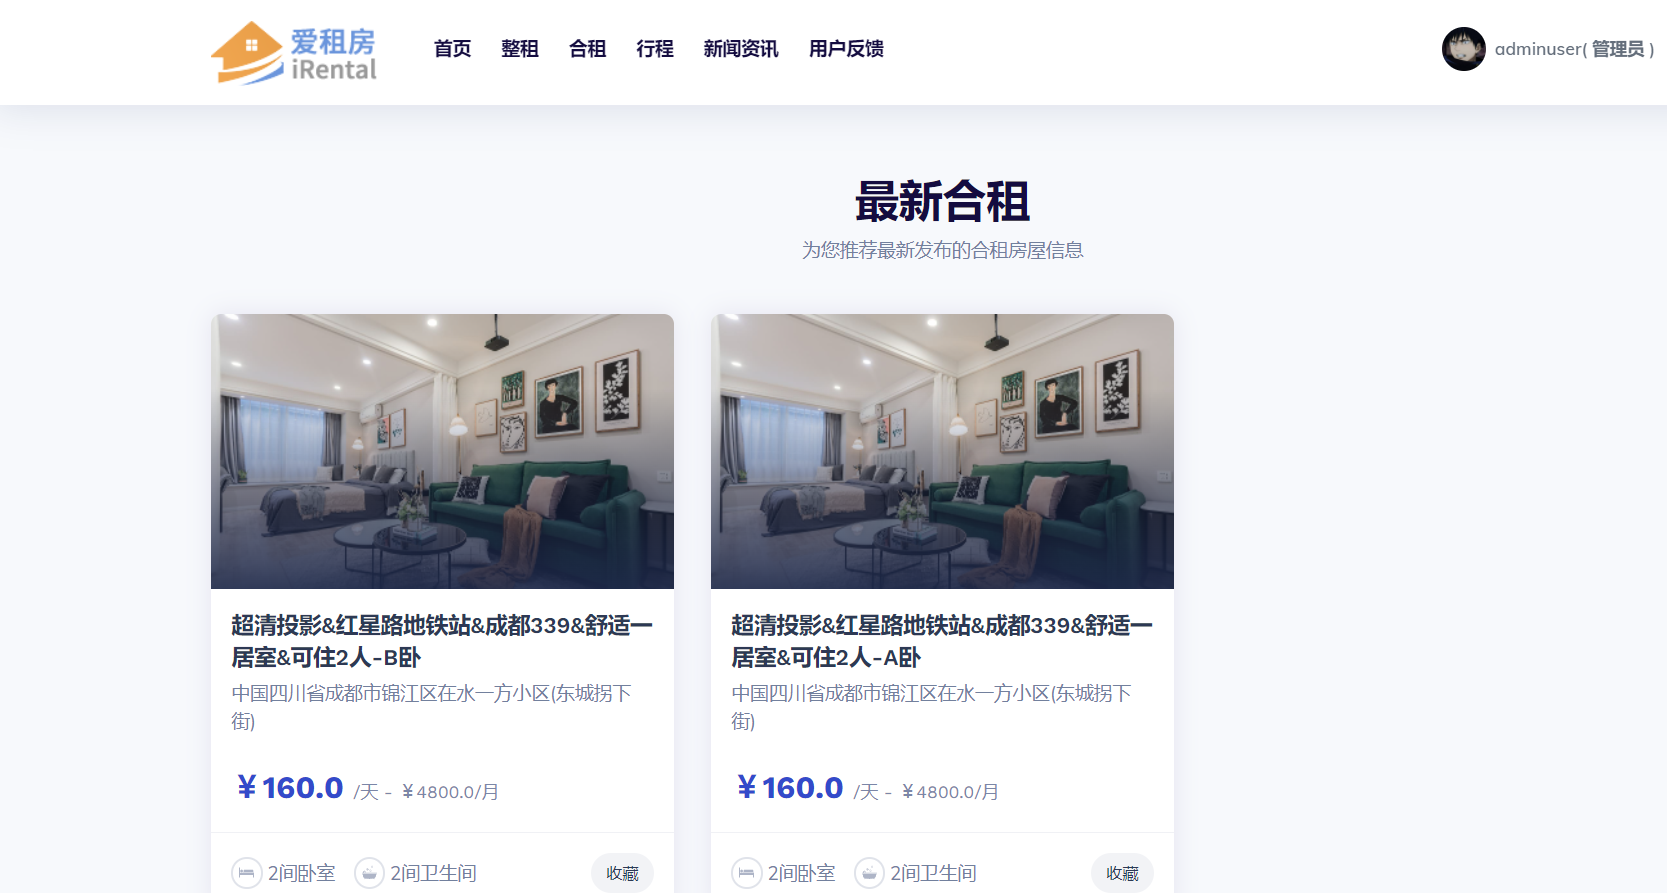 爱租房
iRental
首页 整租 合租 行程 新闻资讯 用户反馈
adminuser( 管理员 )
最新合租
为您推荐最新发布的合租房屋信息
超清投影&红星路地铁站&成都339&舒适一
居室&可住2人-B卧
中国四川省成都市锦江区在水一方小区(东城拐下
街)
¥160.0 /天 - ¥4800.0/月
2间卧室 2间卫生间 收藏
超清投影&红星路地铁站&成都339&舒适一
居室&可住2人-A卧
中国四川省成都市锦江区在水一方小区(东城拐下
街)
¥160.0 /天 - ¥4800.0/月
2间卧室 2间卫生间 收藏